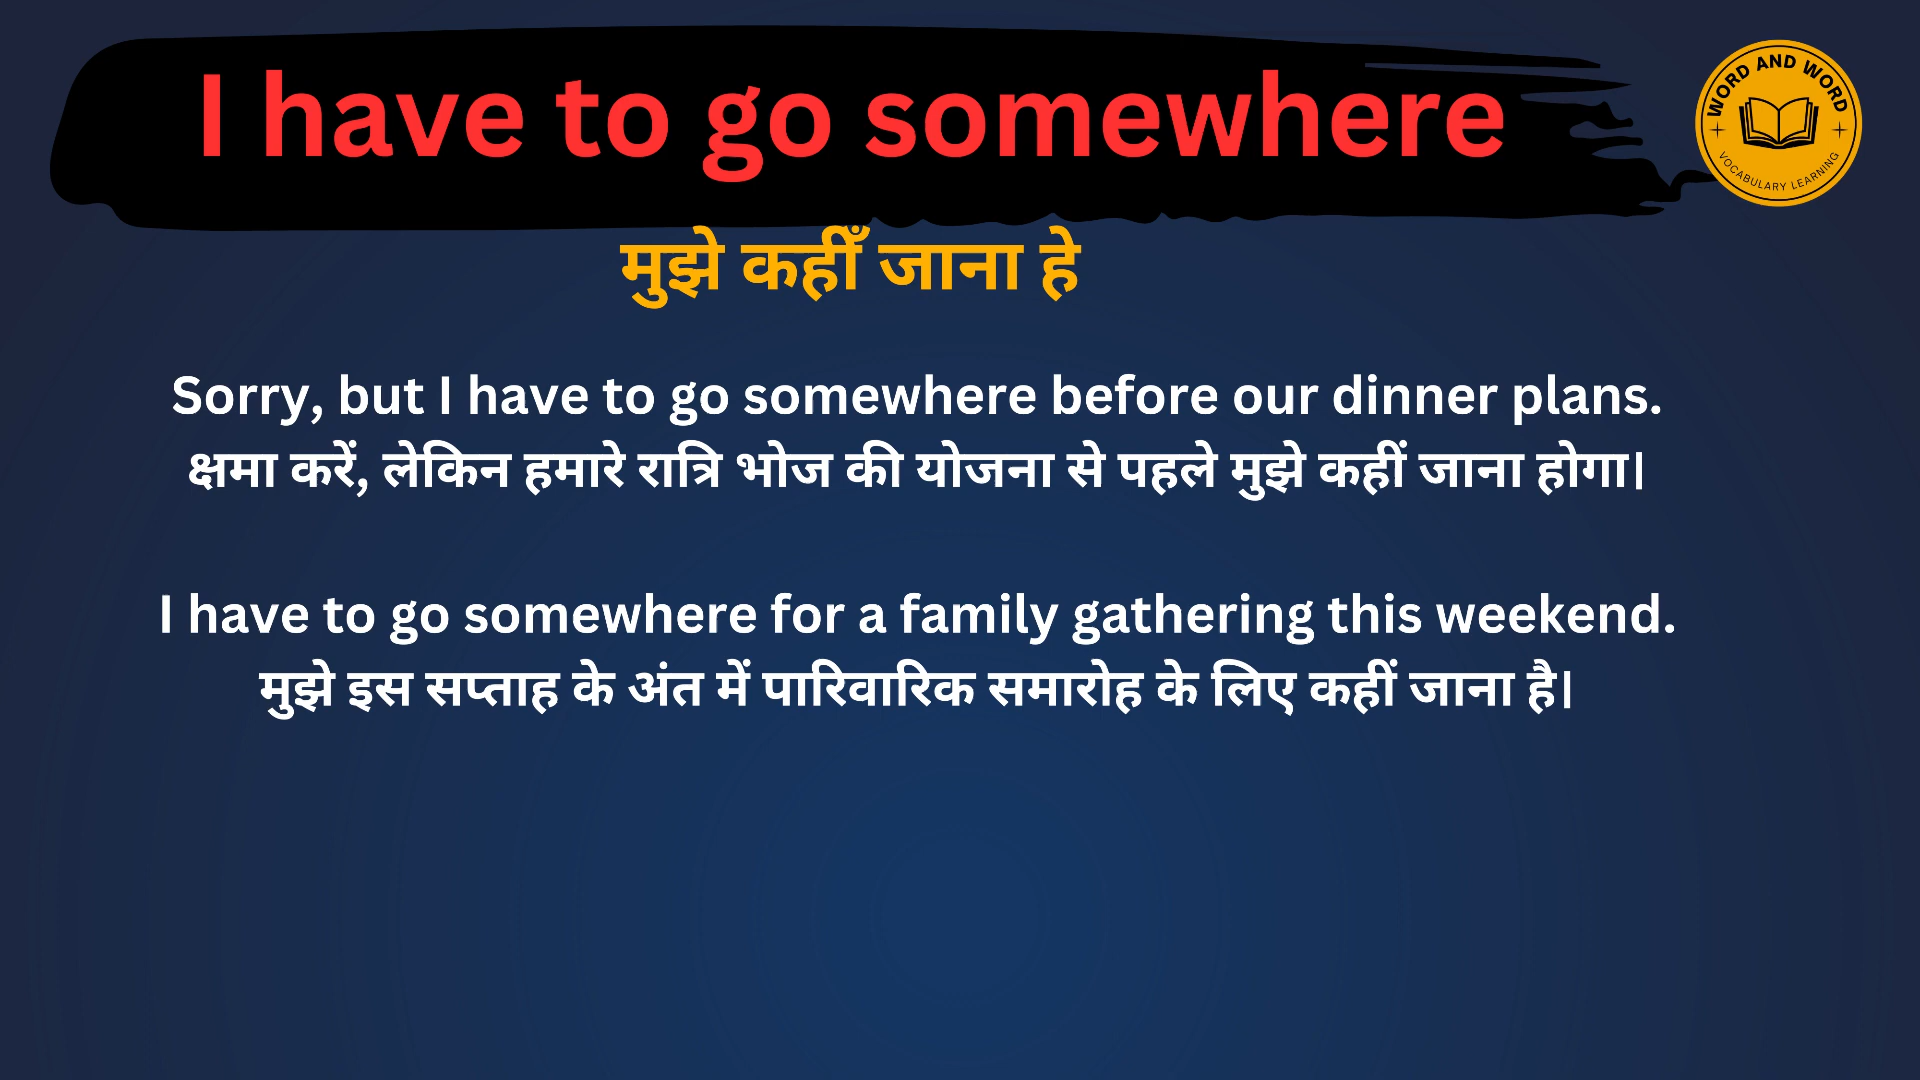 I have to go somewhere
WORD AND WORD
VOCABULARY LEARNING
मुझे कहीँ जाना हे
Sorry, but I have to go somewhere before our dinner plans.
क्षमा करें, लेकिन हमारे रात्रि भोज की योजना से पहले मुझे कहीं जाना होगा।
I have to go somewhere for a family gathering this weekend.
मुझे इस सप्ताह के अंत में पारिवारिक समारोह के लिए कहीं जाना है।